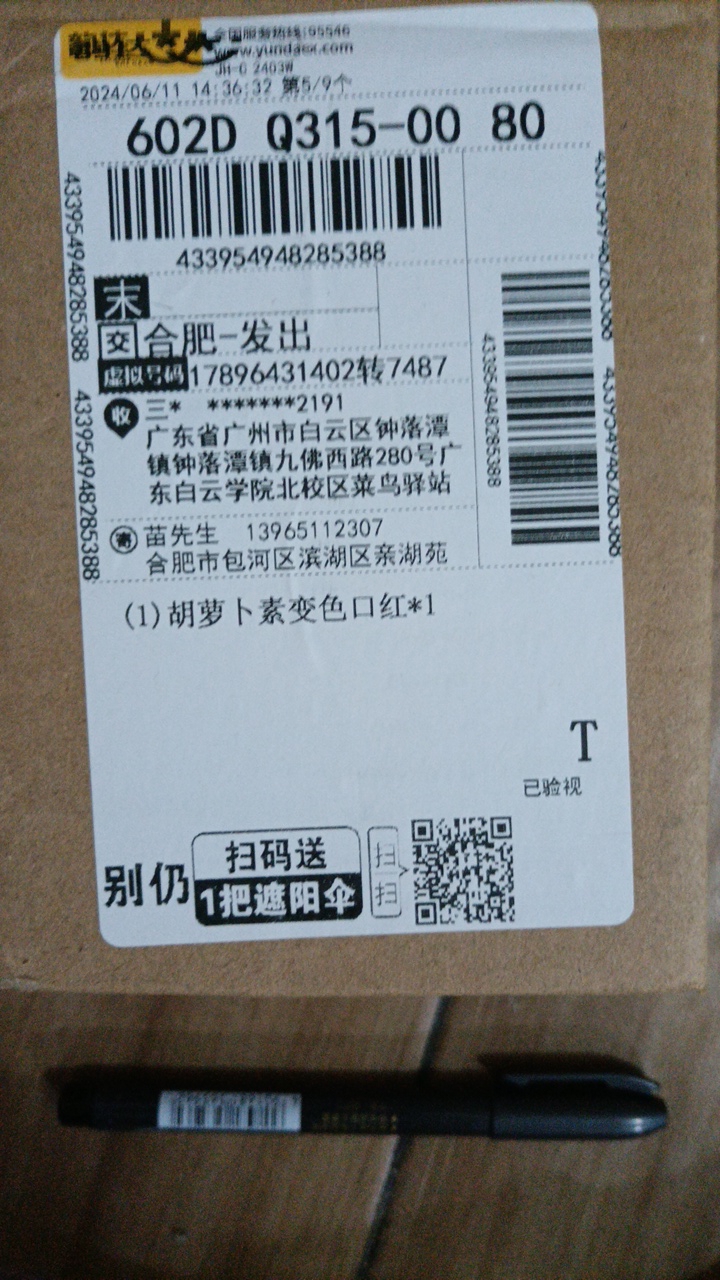 全国服务热线:95546
www.yundaex.com
JH-G 2403W
2024/06/11 14:36:32 第5/9个
602D Q315-00 80
433954948285388
433954948285388
433954948285388
433954948285388
433954948285388
433954948285388
末
交 合肥-发出
虚拟号码 17896431402转7487
收 三* *******2191
广东省广州市白云区钟落潭
镇钟落潭镇九佛西路280号广
东白云学院北校区菜鸟驿站
寄 苗先生 13965112307
合肥市包河区滨湖区亲湖苑
(1)胡萝卜素变色口红*1
T
已验视
别仍
扫码送
1把遮阳伞
扫
扫